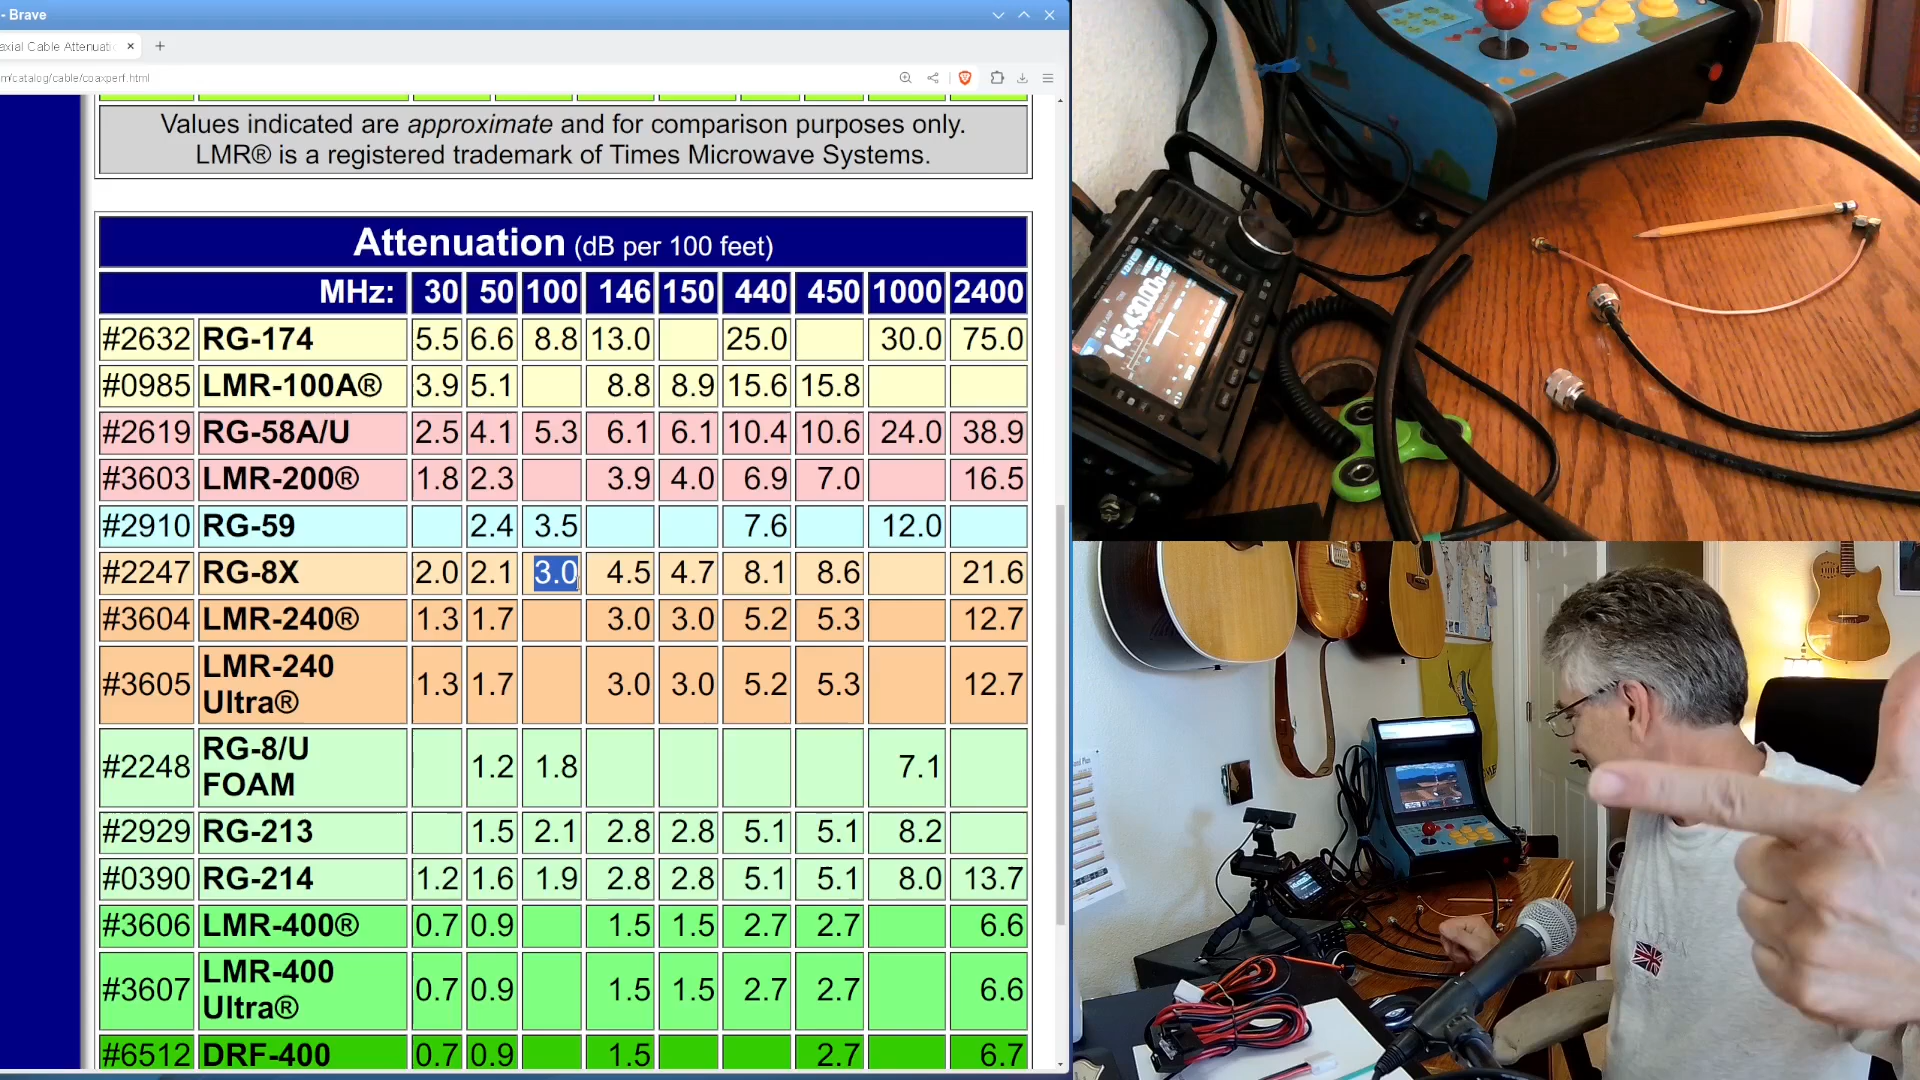 - Brave
axial Cable Attenuati
m/catalog/cable/coaxperf.html
Values indicated are approximate and for comparison purposes only.
LMR® is a registered trademark of Times Microwave Systems.
Attenuation (dB per 100 feet)
MHz: 30 50 100 146 150 440 450 1000 2400
#2632 RG-174 5.5 6.6 8.8 13.0 25.0 30.0 75.0
#0985 LMR-100A® 3.9 5.1 8.8 8.9 15.6 15.8
#2619 RG-58A/U 2.5 4.1 5.3 6.1 6.1 10.4 10.6 24.0 38.9
#3603 LMR-200® 1.8 2.3 3.9 4.0 6.9 7.0 16.5
#2910 RG-59 2.4 3.5 7.6 12.0
#2247 RG-8X 2.0 2.1 3.0 4.5 4.7 8.1 8.6 21.6
#3604 LMR-240® 1.3 1.7 3.0 3.0 5.2 5.3 12.7
#3605 LMR-240 Ultra® 1.3 1.7 3.0 3.0 5.2 5.3 12.7
#2248 RG-8/U FOAM 1.2 1.8 7.1
#2929 RG-213 1.5 2.1 2.8 2.8 5.1 5.1 8.2
#0390 RG-214 1.2 1.6 1.9 2.8 2.8 5.1 5.1 8.0 13.7
#3606 LMR-400® 0.7 0.9 1.5 1.5 2.7 2.7 6.6
#3607 LMR-400 Ultra® 0.7 0.9 1.5 1.5 2.7 2.7 6.6
#6512 DRF-400 0.7 0.9 1.5 2.7 6.7
145.430.00